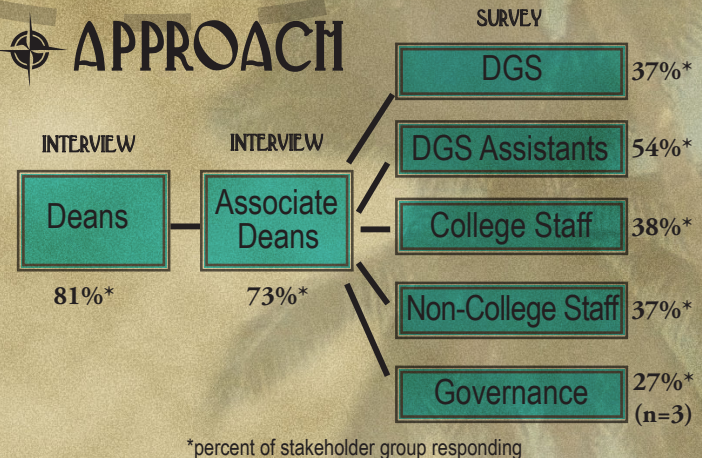 APPROACH
INTERVIEW
Deans
81%*
INTERVIEW
Associate
Deans
73%*
SURVEY
DGS
37%*
DGS Assistants
54%*
College Staff
38%*
Non-College Staff
37%*
Governance
27%*
(n=3)
*percent of stakeholder group responding